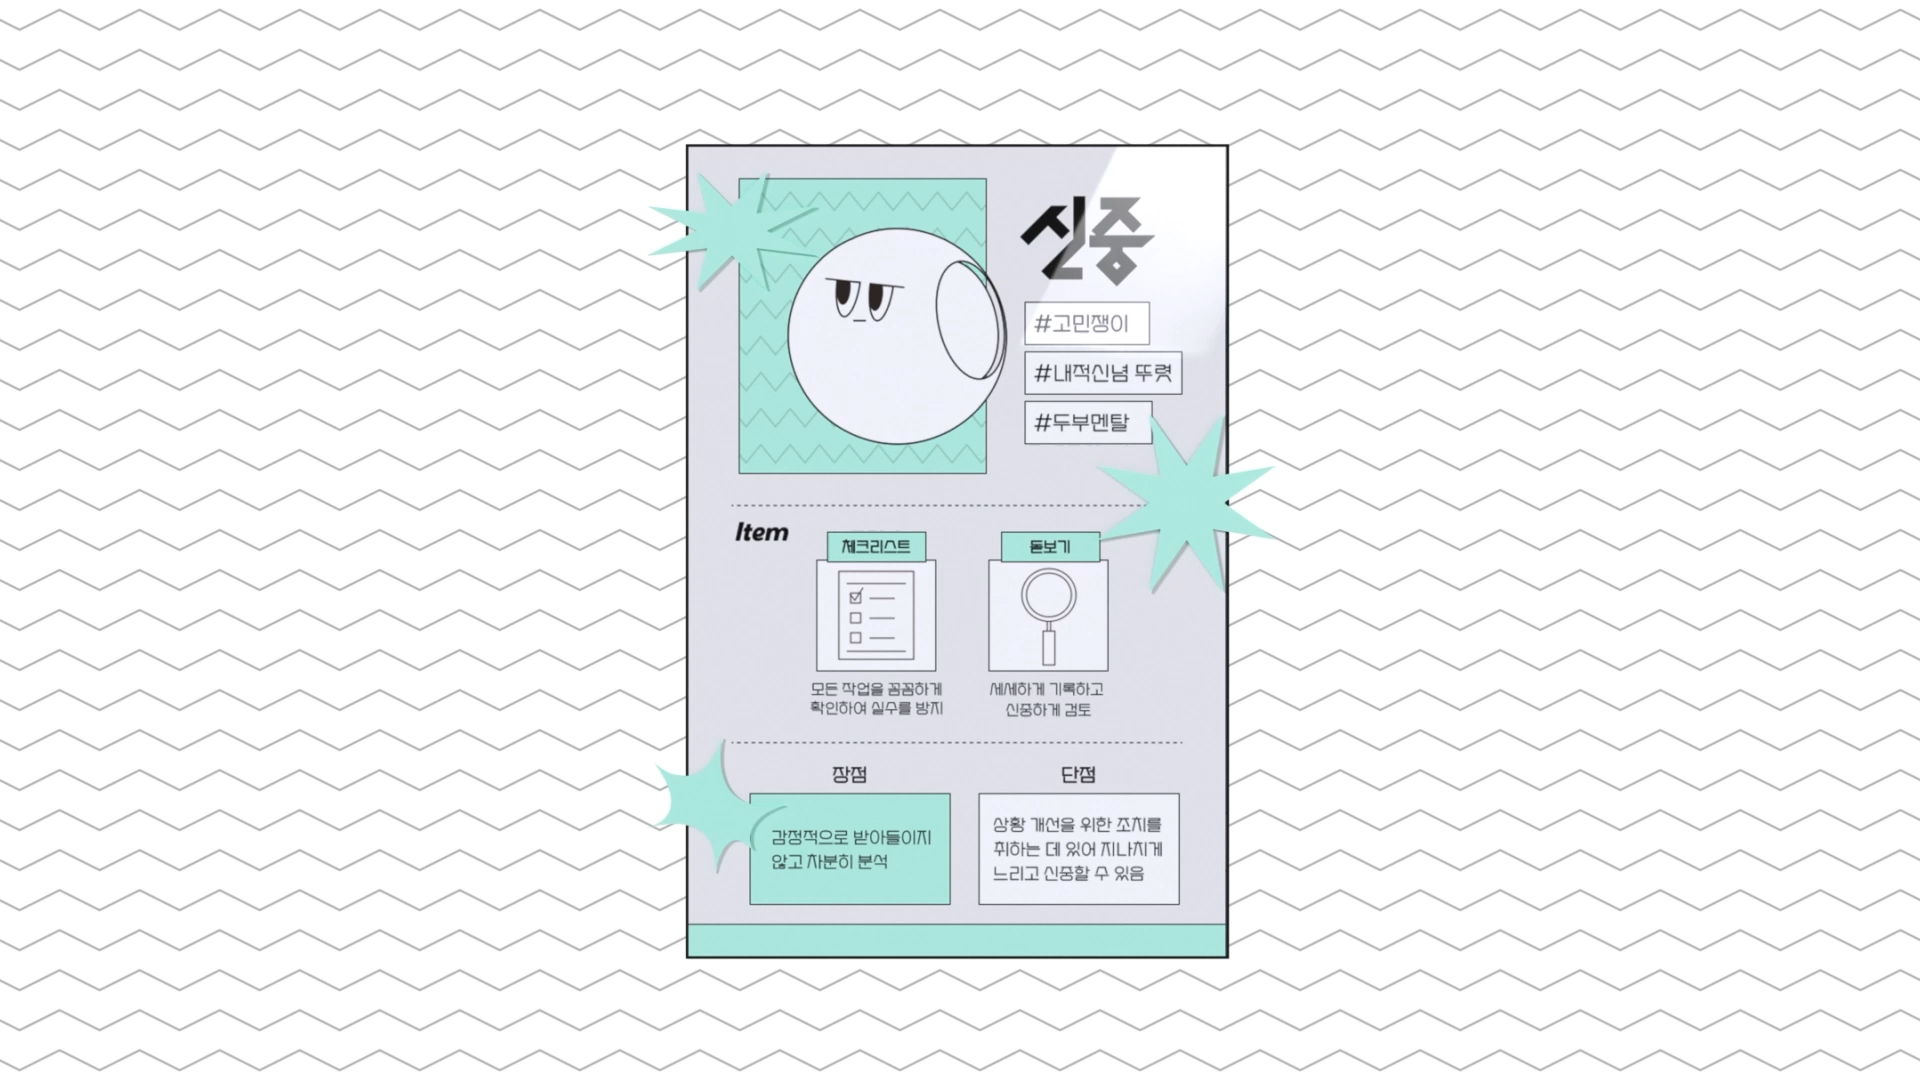 신중
#고민쟁이
#내적신념 뚜렷
#두부멘탈
Item
체크리스트
돋보기
모든 작업을 꼼꼼하게
확인하여 실수를 방지
세세하게 기록하고
신중하게 검토
장점
단점
감정적으로 받아들이지
않고 차분히 분석
상황 개선을 위한 조치를
취하는 데 있어 지나치게
느리고 신중할 수 있음